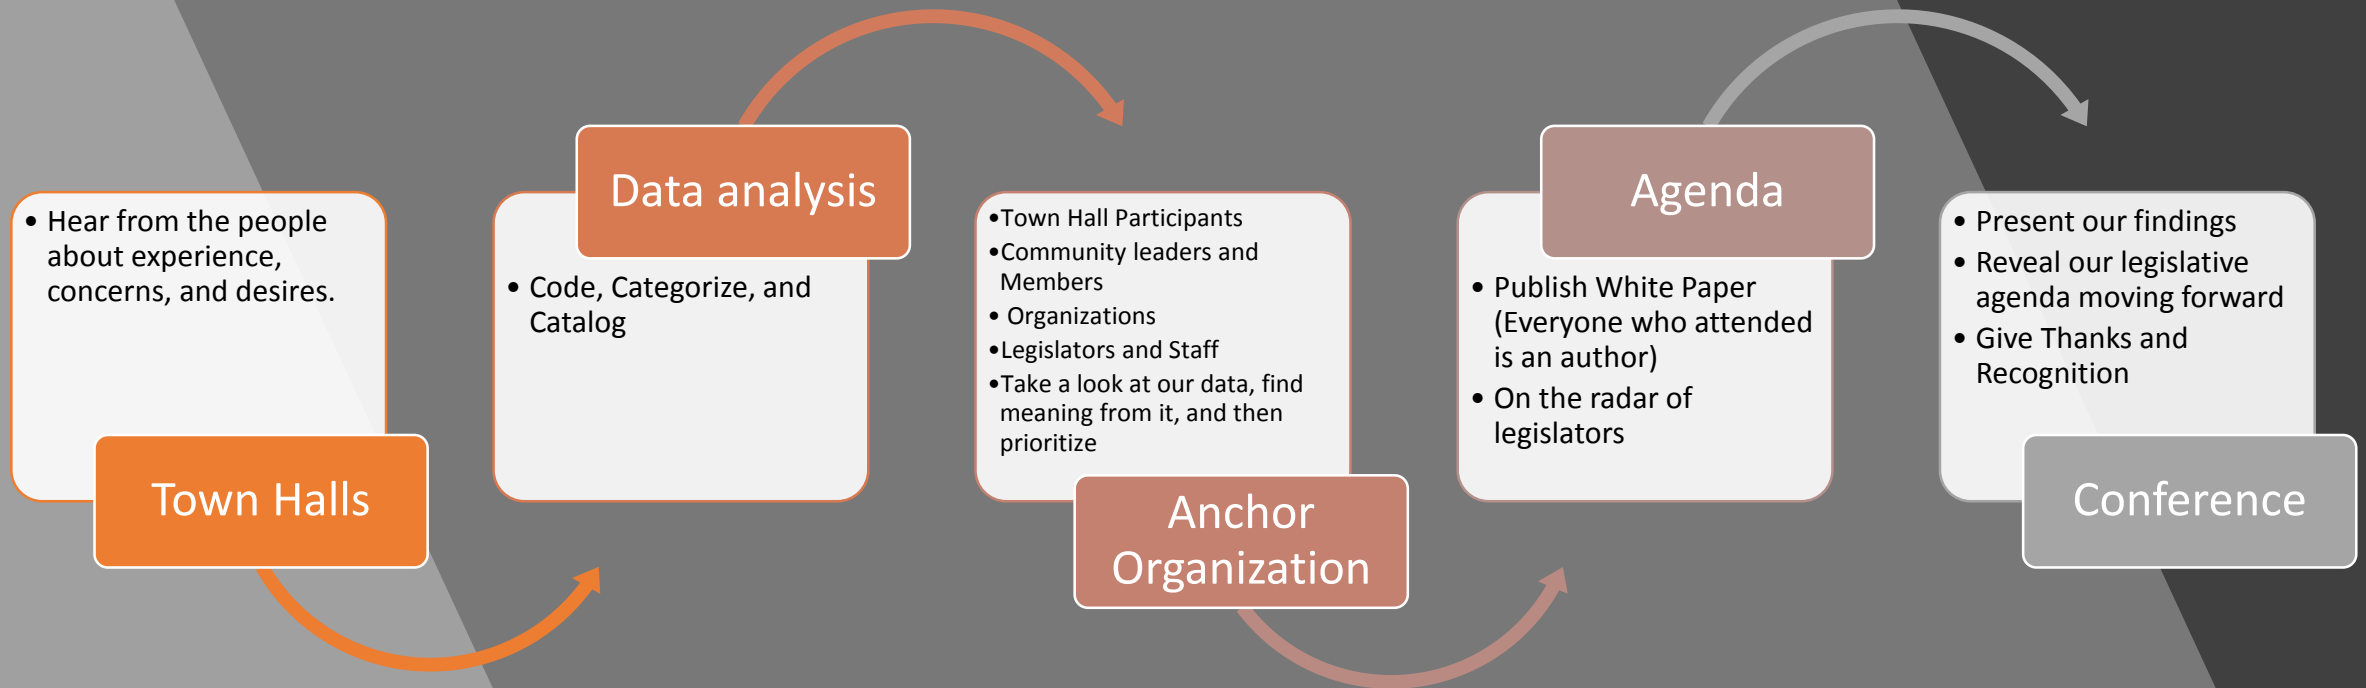 • Hear from the people
about experience,
concerns, and desires.
Town Halls
Data analysis
• Code, Categorize, and
Catalog
•Town Hall Participants
•Community leaders and
Members
• Organizations
•Legislators and Staff
•Take a look at our data, find
meaning from it, and then
prioritize
Anchor
Organization
Agenda
• Publish White Paper
(Everyone who attended
is an author)
• On the radar of
legislators
• Present our findings
• Reveal our legislative
agenda moving forward
• Give Thanks and
Recognition
Conference